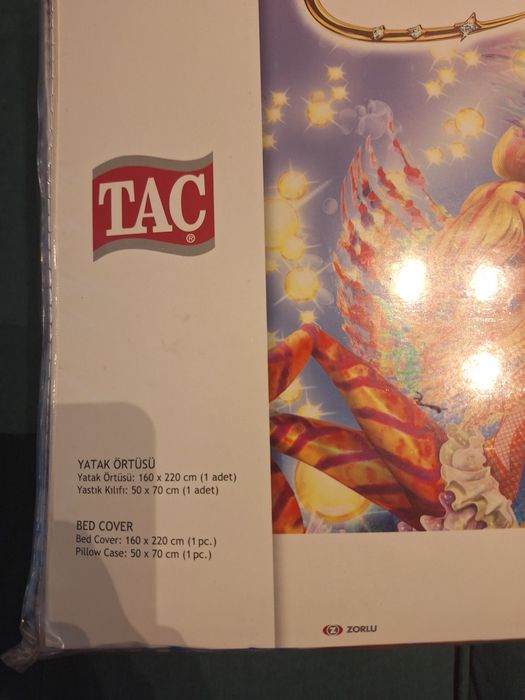 TAÇ
®
YATAK ÖRTÜSÜ
Yatak Örtüsü: 160 x 220 cm (1 adet)
Yastık Kılıfı: 50 x 70 cm (1 adet)
BED COVER
Bed Cover: 160 x 220 cm (1 pc.)
Pillow Case: 50 x 70 cm (1 pc.)
ZORLU